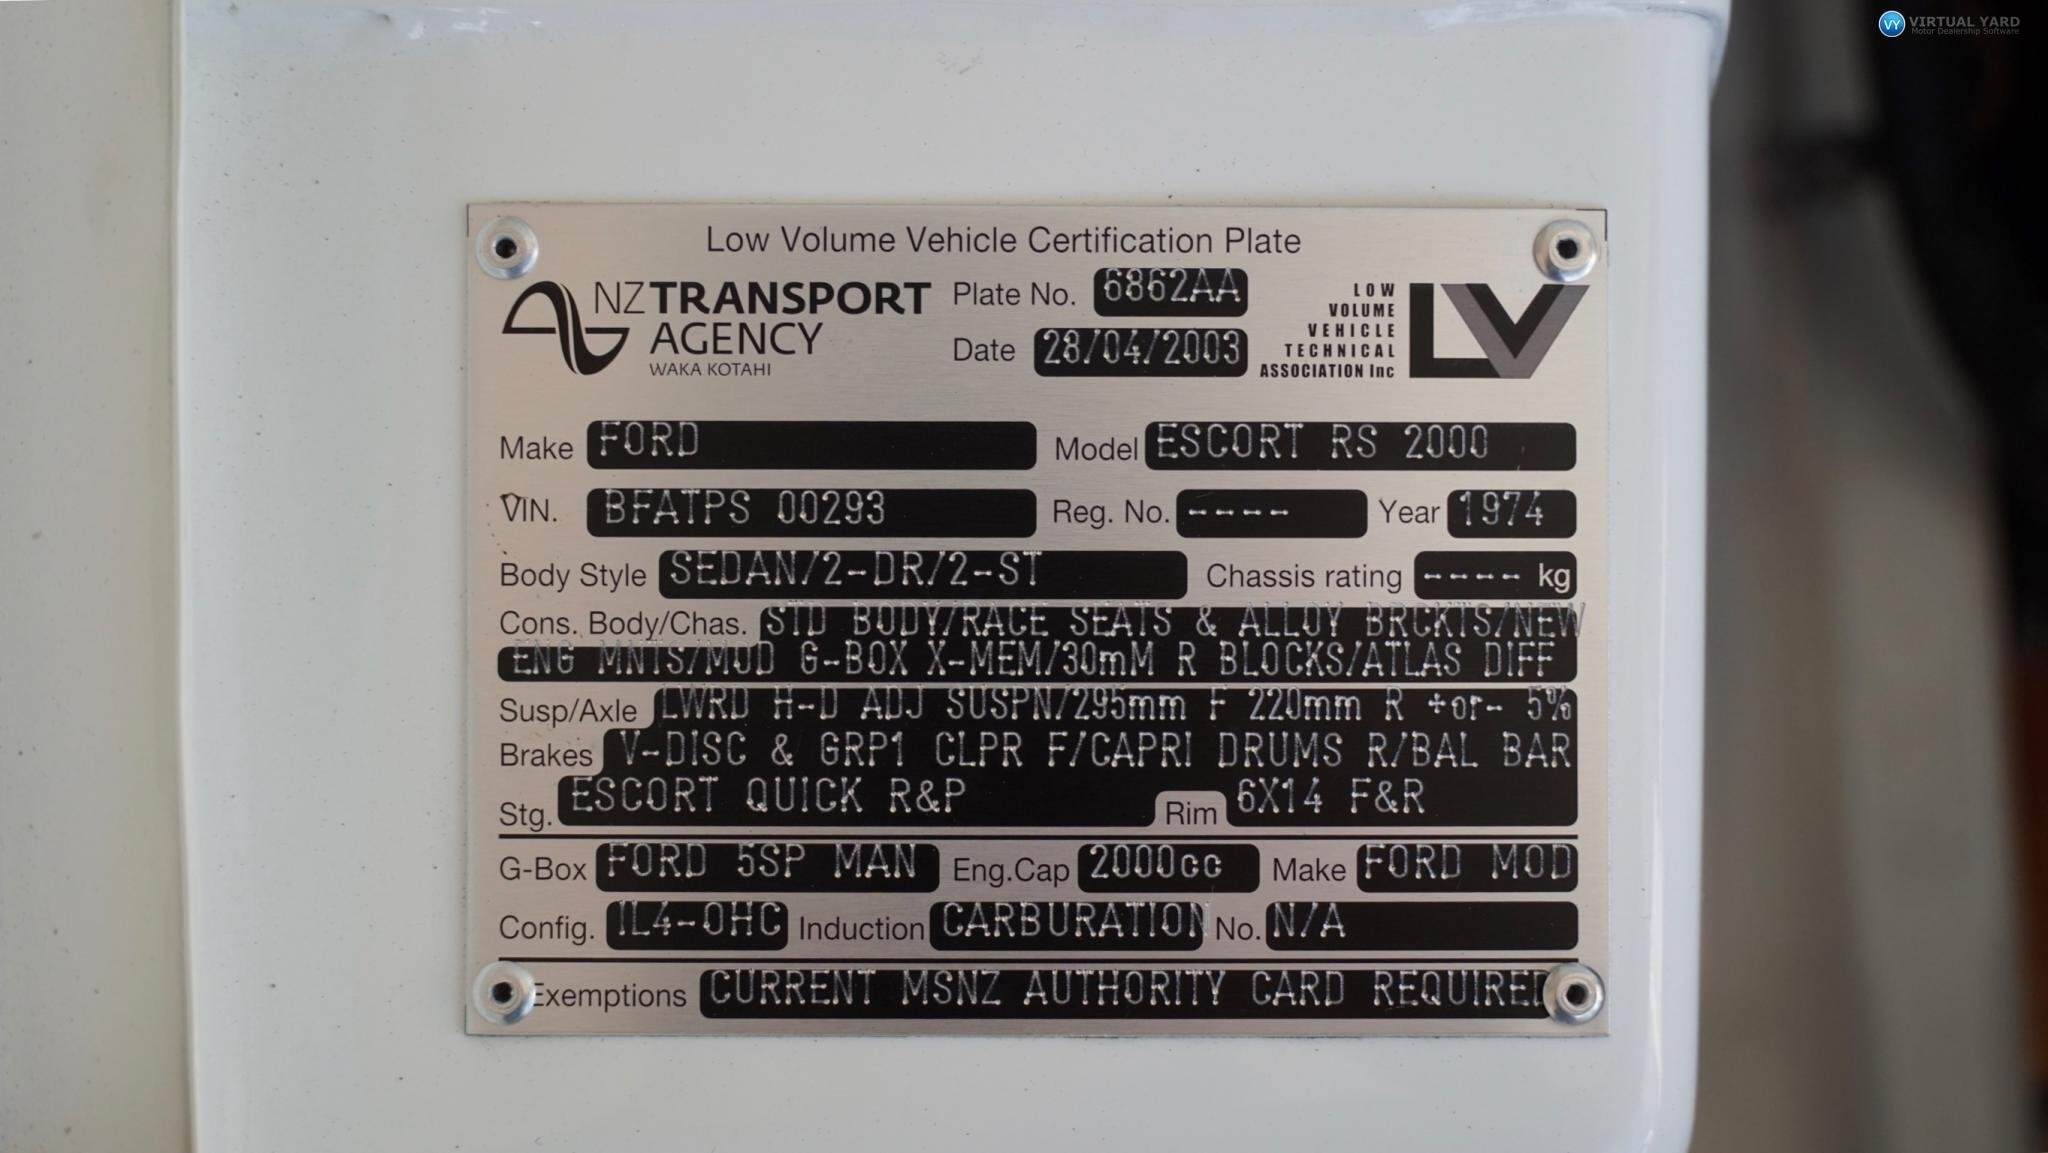 VY VIRTUAL YARD
Motor Dealership Software
Low Volume Vehicle Certification Plate
NZ TRANSPORT
AGENCY
WAKA KOTAHI
Plate No. 6862AA
Date 28/04/2003
LOW
VOLUME
VEHICLE
TECHNICAL
ASSOCIATION Inc
LV
Make FORD Model ESCORT RS 2000
VIN. BFATPS 00293 Reg. No. ---- Year 1974
Body Style SEDAN/2-DR/2-ST Chassis rating ---- kg
Cons. Body/Chas. STD BODY/RACE SEATS & ALLOY BRCKTS/NEW
ENG MNTS/MOD G-BOX X-MEM/30mM R BLOCKS/ATLAS DIFF
Susp/Axle LWRD H-D ADJ SUSPN/295mm F 220mm R +or- 5%
Brakes V-DISC & GRP1 CLPR F/CAPRI DRUMS R/BAL BAR
Stg. ESCORT QUICK R&P Rim 6X14 F&R
G-Box FORD 5SP MAN Eng.Cap 2000cc Make FORD MOD
Config. IL4-OHC Induction CARBURATION No. N/A
Exemptions CURRENT MSNZ AUTHORITY CARD REQUIRED